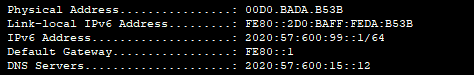 Physical Address................: 00D0.BADA.B53B
Link-local IPv6 Address.........: FE80::2D0:BAFF:FEDA:B53B
IPv6 Address....................: 2020:57:600:99::1/64
Default Gateway.................: FE80::1
DNS Servers.....................: 2020:57:600:15::12